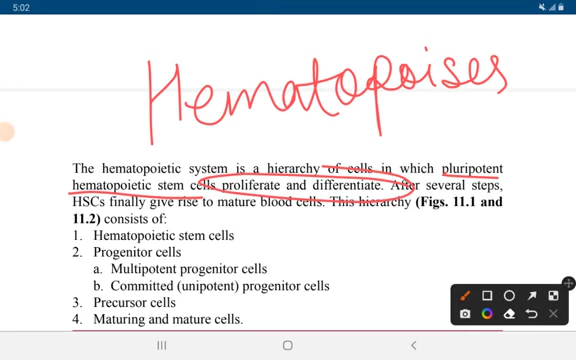 5:02
Hematopoises
The hematopoietic system is a hierarchy of cells in which pluripotent
hematopoietic stem cells proliferate and differentiate. After several steps,
HSCs finally give rise to mature blood cells. This hierarchy (Figs. 11.1 and
11.2) consists of:
1. Hematopoietic stem cells
2. Progenitor cells
a. Multipotent progenitor cells
b. Committed (unipotent) progenitor cells
3. Precursor cells
4. Maturing and mature cells.